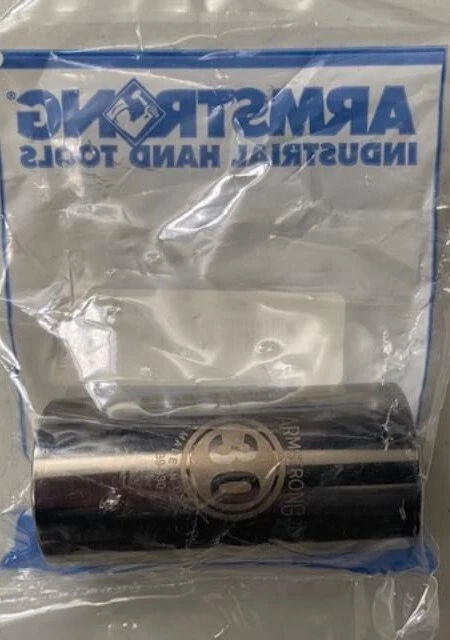 ARMSTRONG®
INDUSTRIAL HAND TOOLS
ARMSTRONG
30